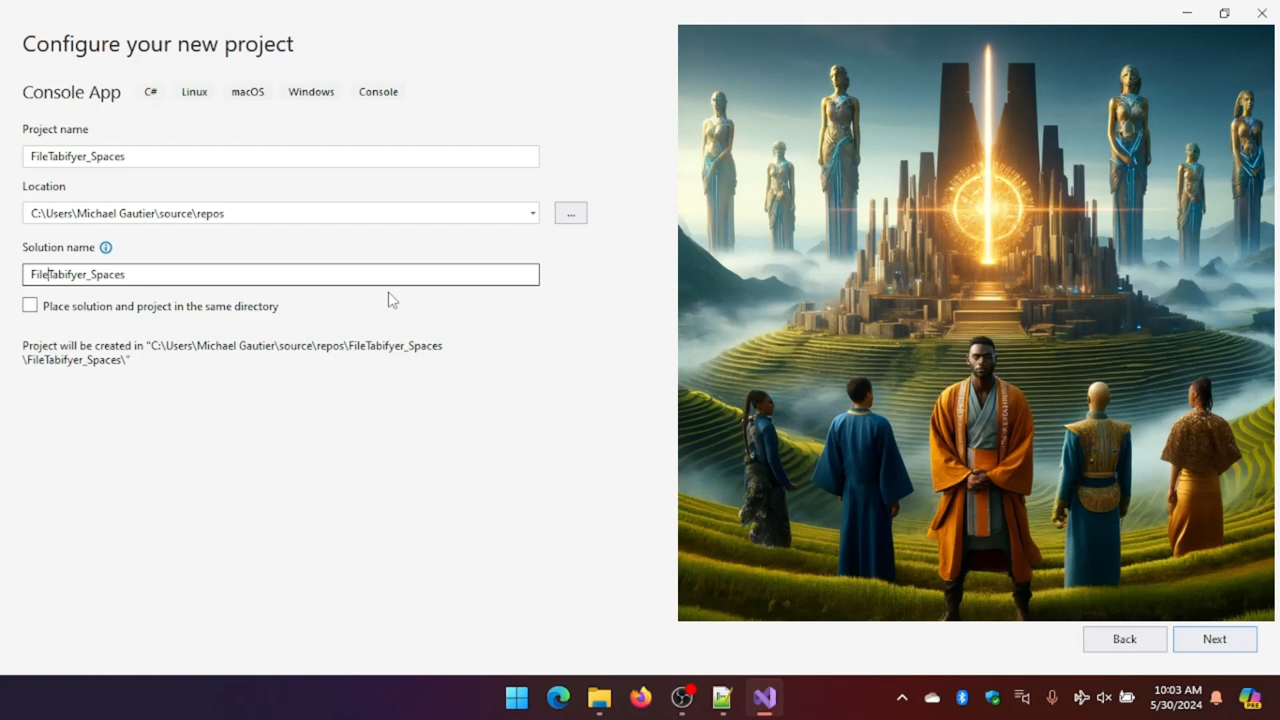 Configure your new project
Console App C# Linux macOS Windows Console
Project name
FileTabifyer_Spaces
Location
C:\Users\Michael Gautier\source\repos
...
Solution name
FileTabifyer_Spaces
Place solution and project in the same directory
Project will be created in "C:\Users\Michael Gautier\source\repos\FileTabifyer_Spaces
\FileTabifyer_Spaces\"
Back Next
10:03 AM
5/30/2024
PRE